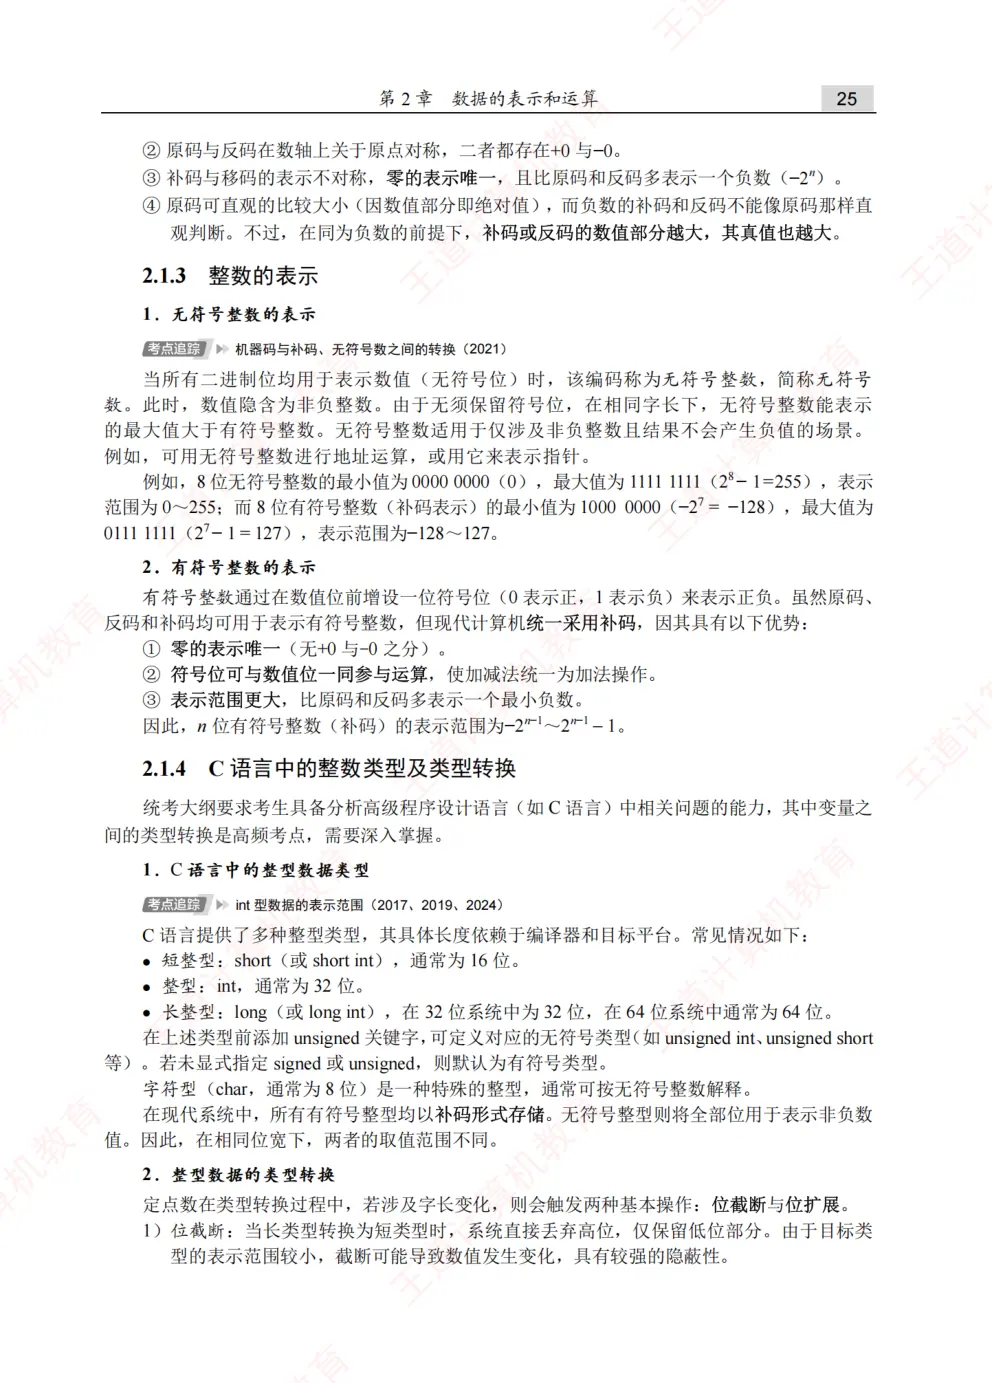 第 2 章　数据的表示和运算　25
② 原码与反码在数轴上关于原点对称，二者都存在+0 与−0。
③ 补码与移码的表示不对称，零的表示唯一，且比原码和反码多表示一个负数（−2ⁿ）。
④ 原码可直观的比较大小（因数值部分即绝对值），而负数的补码和反码不能像原码那样直
观判断。不过，在同为负数的前提下，补码或反码的数值部分越大，其真值也越大。
2.1.3　整数的表示
1．无符号整数的表示
考点追踪　机器码与补码、无符号数之间的转换（2021）
当所有二进制位均用于表示数值（无符号位）时，该编码称为无符号整数，简称无符号
数。此时，数值隐含为非负整数。由于无须保留符号位，在相同字长下，无符号整数能表示
的最大值大于有符号整数。无符号整数适用于仅涉及非负整数且结果不会产生负值的场景。
例如，可用无符号整数进行地址运算，或用它来表示指针。
例如，8 位无符号整数的最小值为 0000 0000（0），最大值为 1111 1111（2⁸− 1=255），表示
范围为 0～255；而 8 位有符号整数（补码表示）的最小值为 1000 0000（−2⁷ = −128），最大值为
0111 1111（2⁷− 1 = 127），表示范围为−128～127。
2．有符号整数的表示
有符号整数通过在数值位前增设一位符号位（0 表示正，1 表示负）来表示正负。虽然原码、
反码和补码均可用于表示有符号整数，但现代计算机统一采用补码，因其具有以下优势：
① 零的表示唯一（无+0 与−0 之分）。
② 符号位可与数值位一同参与运算，使加减法统一为加法操作。
③ 表示范围更大，比原码和反码多表示一个最小负数。
因此，n 位有符号整数（补码）的表示范围为−2ⁿ⁻¹～2ⁿ⁻¹ − 1。
2.1.4　C 语言中的整数类型及类型转换
统考大纲要求考生具备分析高级程序设计语言（如 C 语言）中相关问题的能力，其中变量之
间的类型转换是高频考点，需要深入掌握。
1．C 语言中的整型数据类型
考点追踪　int 型数据的表示范围（2017、2019、2024）
C 语言提供了多种整型类型，其具体长度依赖于编译器和目标平台。常见情况如下：
● 短整型：short（或 short int），通常为 16 位。
● 整型：int，通常为 32 位。
● 长整型：long（或 long int），在 32 位系统中为 32 位，在 64 位系统中通常为 64 位。
在上述类型前添加 unsigned 关键字，可定义对应的无符号类型（如 unsigned int、unsigned short
等）。若未显式指定 signed 或 unsigned，则默认为有符号类型。
字符型（char，通常为 8 位）是一种特殊的整型，通常可按无符号整数解释。
在现代系统中，所有有符号整型均以补码形式存储。无符号整型则将全部位用于表示非负数
值。因此，在相同位宽下，两者的取值范围不同。
2．整型数据的类型转换
定点数在类型转换过程中，若涉及字长变化，则会触发两种基本操作：位截断与位扩展。
1）位截断：当长类型转换为短类型时，系统直接丢弃高位，仅保留低位部分。由于目标类
型的表示范围较小，截断可能导致数值发生变化，具有较强的隐蔽性。
王道计算机教育